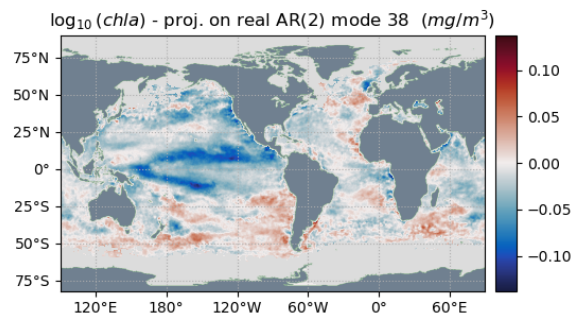 log10 (chla) - proj. on real AR(2) mode 38 (mg/m³)
75°N
50°N
25°N
0°
25°S
50°S
75°S
120°E 180° 120°W 60°W 0° 60°E
0.10
0.05
0.00
−0.05
−0.10